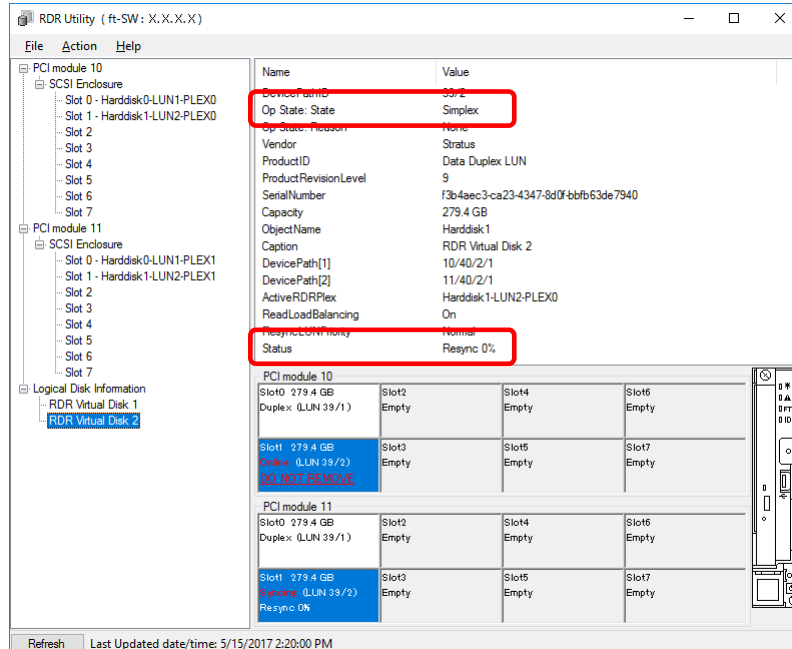 RDR Utility ( ft-SW : X.X.X.X )
File Action Help
PCI module 10
SCSI Enclosure
Slot 0 - Harddisk0-LUN1-PLEX0
Slot 1 - Harddisk1-LUN2-PLEX0
Slot 2
Slot 3
Slot 4
Slot 5
Slot 6
Slot 7
PCI module 11
SCSI Enclosure
Slot 0 - Harddisk0-LUN1-PLEX1
Slot 1 - Harddisk1-LUN2-PLEX1
Slot 2
Slot 3
Slot 4
Slot 5
Slot 6
Slot 7
Logical Disk Information
RDR Virtual Disk 1
RDR Virtual Disk 2
Name Value
DevicePathID 39/2
Op State: State Simplex
Op State: Reason None
Vendor Stratus
ProductID Data Duplex LUN
ProductRevisionLevel 9
SerialNumber f3b4aec3-ca23-4347-8d0f-bbfb63de7940
Capacity 279.4 GB
ObjectName Harddisk1
Caption RDR Virtual Disk 2
DevicePath[1] 10/40/2/1
DevicePath[2] 11/40/2/1
ActiveRDRPlex Harddisk1-LUN2-PLEX0
ReadLoadBalancing On
ResyncLUNPriority Normal
Status Resync 0%
PCI module 10
Slot0 279.4 GB Slot2 Slot4 Slot6
Duplex (LUN 39/1) Empty Empty Empty
Slot1 279.4 GB Slot3 Slot5 Slot7
Online (LUN 39/2) Empty Empty Empty
DO NOT REMOVE
PCI module 11
Slot0 279.4 GB Slot2 Slot4 Slot6
Duplex (LUN 39/1) Empty Empty Empty
Slot1 279.4 GB Slot3 Slot5 Slot7
Syncing (LUN 39/2) Empty Empty Empty
Resync 0%
Refresh Last Updated date/time: 5/15/2017 2:20:00 PM